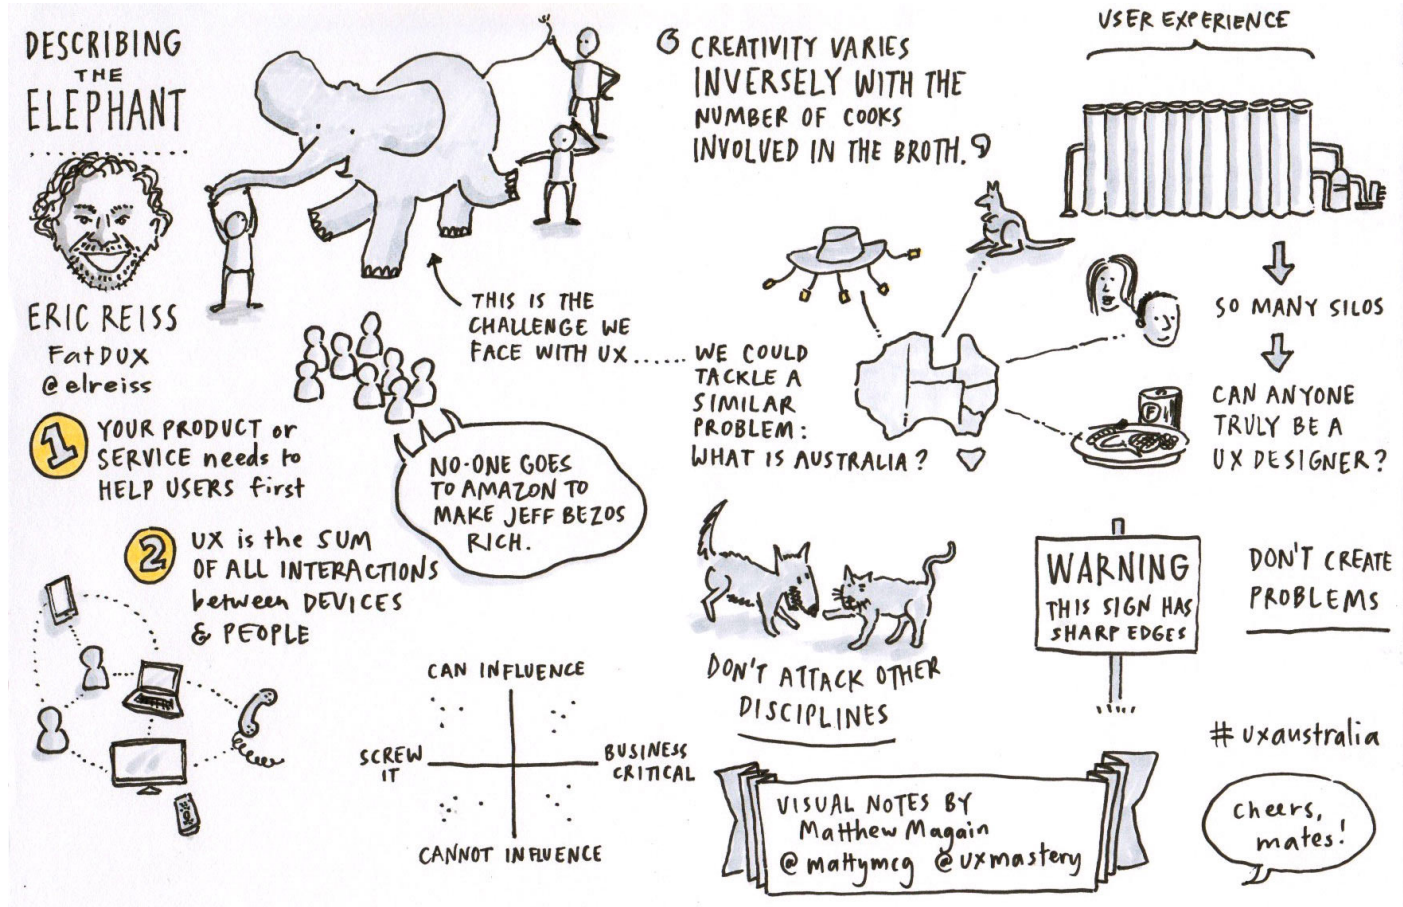 DESCRIBING
THE
ELEPHANT
ERIC REISS
FatDUX
@elreiss
THIS IS THE
CHALLENGE WE
FACE WITH UX......
1
YOUR PRODUCT or
SERVICE needs to
HELP USERS first
NO-ONE GOES
TO AMAZON TO
MAKE JEFF BEZOS
RICH.
2
UX is the SUM
OF ALL INTERACTIONS
between DEVICES
& PEOPLE
CAN INFLUENCE
SCREW
IT
BUSINESS
CRITICAL
CANNOT INFLUENCE
CREATIVITY VARIES
INVERSELY WITH THE
NUMBER OF COOKS
INVOLVED IN THE BROTH.
WE COULD
TACKLE A
SIMILAR
PROBLEM:
WHAT IS AUSTRALIA?
F
USER EXPERIENCE
SO MANY SILOS
CAN ANYONE
TRULY BE A
UX DESIGNER?
DON'T ATTACK OTHER
DISCIPLINES
WARNING
THIS SIGN HAS
SHARP EDGES
DON'T CREATE
PROBLEMS
VISUAL NOTES BY
Matthew Magain
@mattymcg @uxmastery
#uxaustralia
Cheers,
mates!